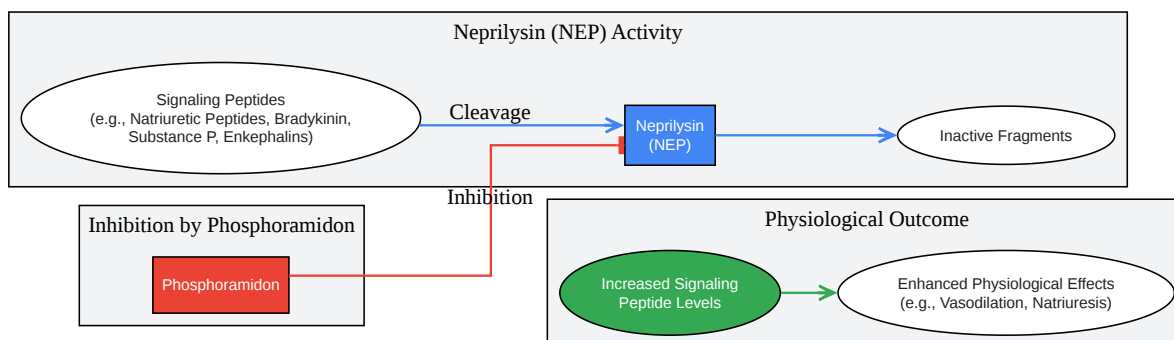 Neprilysin (NEP) Activity
Signaling Peptides
(e.g., Natriuretic Peptides, Bradykinin,
Substance P, Enkephalins)
Cleavage
Neprilysin
(NEP)
Inactive Fragments
Inhibition
Inhibition by Phosphoramidon
Phosphoramidon
Physiological Outcome
Increased Signaling
Peptide Levels
Enhanced Physiological Effects
(e.g., Vasodilation, Natriuresis)